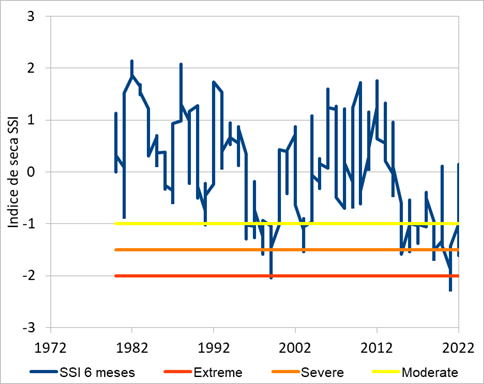 3
2
1
0
-1
-2
-3
Indice de seca SSI
1972
1982
1992
2002
2012
2022
SSI 6 meses
Extreme
Severe
Moderate